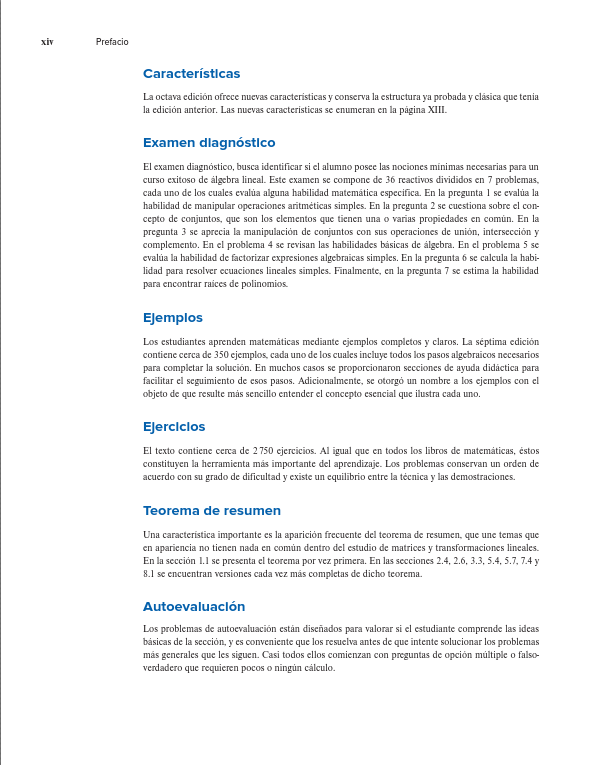 xiv Prefacio
Características
La octava edición ofrece nuevas características y conserva la estructura ya probada y clásica que tenía
la edición anterior. Las nuevas características se enumeran en la página XIII.
Examen diagnóstico
El examen diagnóstico, busca identificar si el alumno posee las nociones mínimas necesarias para un
curso exitoso de álgebra lineal. Este examen se compone de 36 reactivos divididos en 7 problemas,
cada uno de los cuales evalúa alguna habilidad matemática específica. En la pregunta 1 se evalúa la
habilidad de manipular operaciones aritméticas simples. En la pregunta 2 se cuestiona sobre el con-
cepto de conjuntos, que son los elementos que tienen una o varias propiedades en común. En la
pregunta 3 se aprecia la manipulación de conjuntos con sus operaciones de unión, intersección y
complemento. En el problema 4 se revisan las habilidades básicas de álgebra. En el problema 5 se
evalúa la habilidad de factorizar expresiones algebraicas simples. En la pregunta 6 se calcula la habi-
lidad para resolver ecuaciones lineales simples. Finalmente, en la pregunta 7 se estima la habilidad
para encontrar raíces de polinomios.
Ejemplos
Los estudiantes aprenden matemáticas mediante ejemplos completos y claros. La séptima edición
contiene cerca de 350 ejemplos, cada uno de los cuales incluye todos los pasos algebraicos necesarios
para completar la solución. En muchos casos se proporcionaron secciones de ayuda didáctica para
facilitar el seguimiento de esos pasos. Adicionalmente, se otorgó un nombre a los ejemplos con el
objeto de que resulte más sencillo entender el concepto esencial que ilustra cada uno.
Ejercicios
El texto contiene cerca de 2 750 ejercicios. Al igual que en todos los libros de matemáticas, éstos
constituyen la herramienta más importante del aprendizaje. Los problemas conservan un orden de
acuerdo con su grado de dificultad y existe un equilibrio entre la técnica y las demostraciones.
Teorema de resumen
Una característica importante es la aparición frecuente del teorema de resumen, que une temas que
en apariencia no tienen nada en común dentro del estudio de matrices y transformaciones lineales.
En la sección 1.1 se presenta el teorema por vez primera. En las secciones 2.4, 2.6, 3.3, 5.4, 5.7, 7.4 y
8.1 se encuentran versiones cada vez más completas de dicho teorema.
Autoevaluación
Los problemas de autoevaluación están diseñados para valorar si el estudiante comprende las ideas
básicas de la sección, y es conveniente que los resuelva antes de que intente solucionar los problemas
más generales que les siguen. Casi todos ellos comienzan con preguntas de opción múltiple o falso-
verdadero que requieren pocos o ningún cálculo.